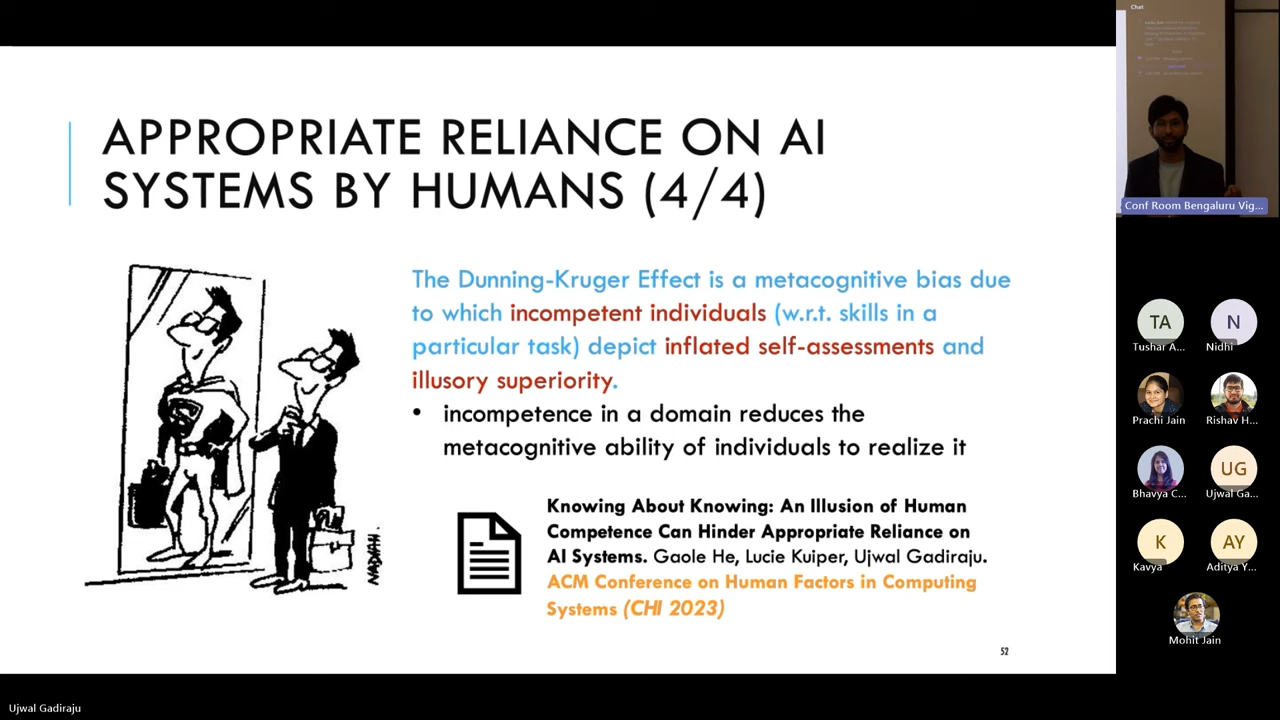 APPROPRIATE RELIANCE ON AI
SYSTEMS BY HUMANS (4/4)
The Dunning-Kruger Effect is a metacognitive bias due
to which incompetent individuals (w.r.t. skills in a
particular task) depict inflated self-assessments and
illusory superiority.
• incompetence in a domain reduces the
metacognitive ability of individuals to realize it
Knowing About Knowing: An Illusion of Human
Competence Can Hinder Appropriate Reliance on
AI Systems. Gaole He, Lucie Kuiper, Ujwal Gadiraju.
ACM Conference on Human Factors in Computing
Systems (CHI 2023)
52
Ujwal Gadiraju
Chat
Conf Room Bengaluru Vig...
TA
Tushar A...
N
Nidhi
Prachi Jain
Rishav H...
Bhavya C...
UG
Ujwal Ga...
K
Kavya
AY
Aditya Y...
Mohit Jain